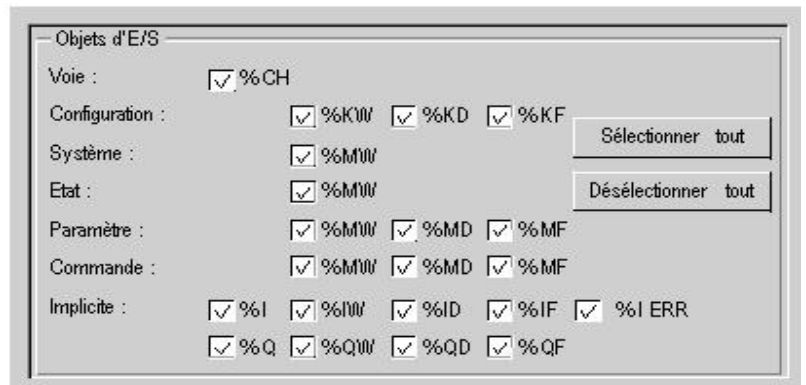 Objets d'E/S
Voie : %CH
Configuration : %KW %KD %KF
Sélectionner tout
Système : %MW
Etat : %MW
Désélectionner tout
Paramètre : %MW %MD %MF
Commande : %MW %MD %MF
Implicite : %I %IW %ID %IF %I ERR
%Q %QW %QD %QF